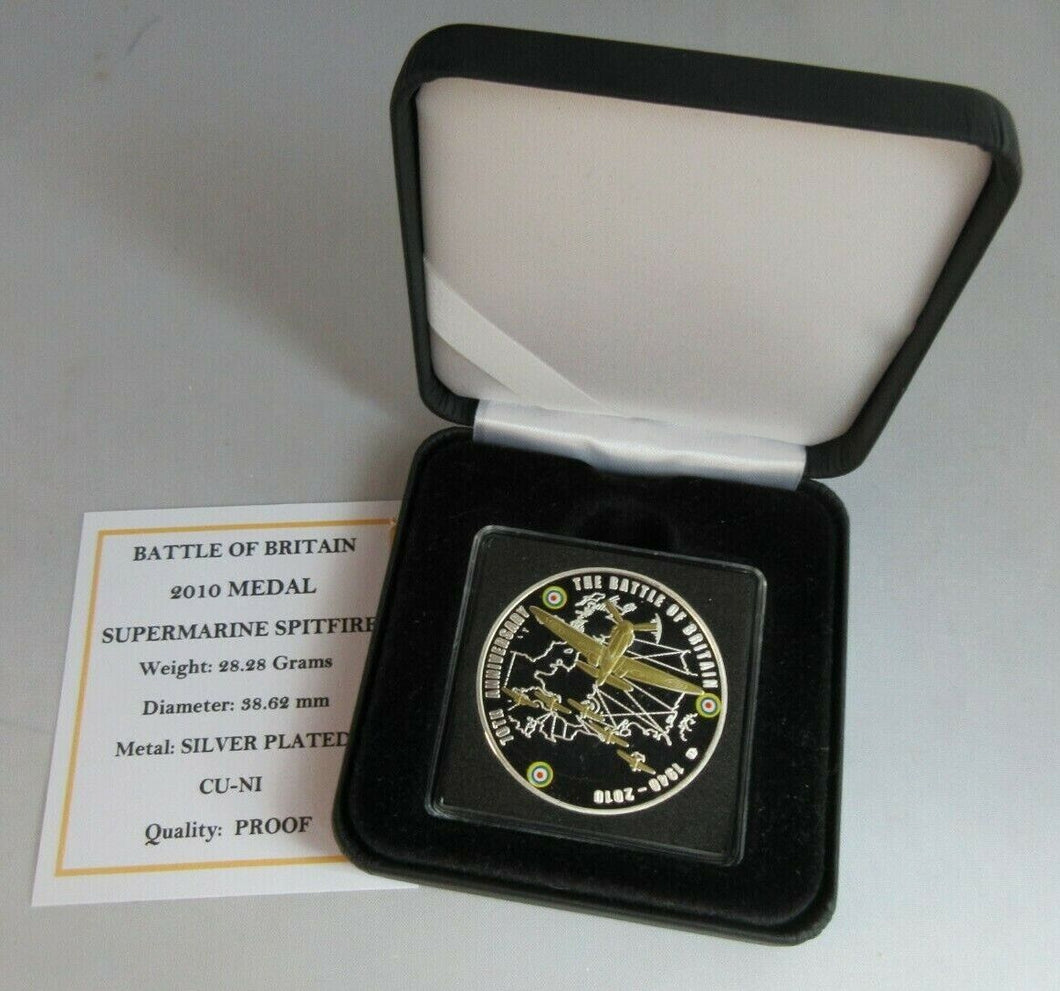 BATTLE OF BRITAIN
2010 MEDAL
SUPERMARINE SPITFIRE
Weight: 28.28 Grams
Diameter: 38.62 mm
Metal: SILVER PLATED
CU-NI
Quality: PROOF
70TH ANNIVERSARY
THE BATTLE OF BRITAIN
1940-2010